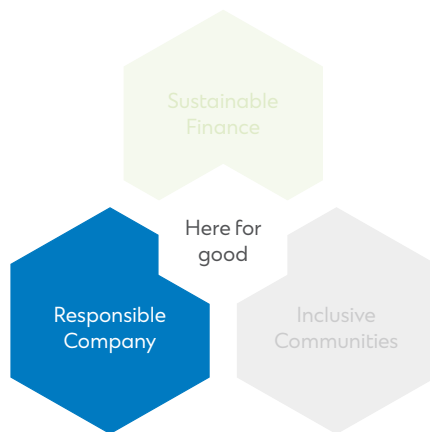 Sustainable
Finance
Here for
good
Responsible
Company
Inclusive
Communities